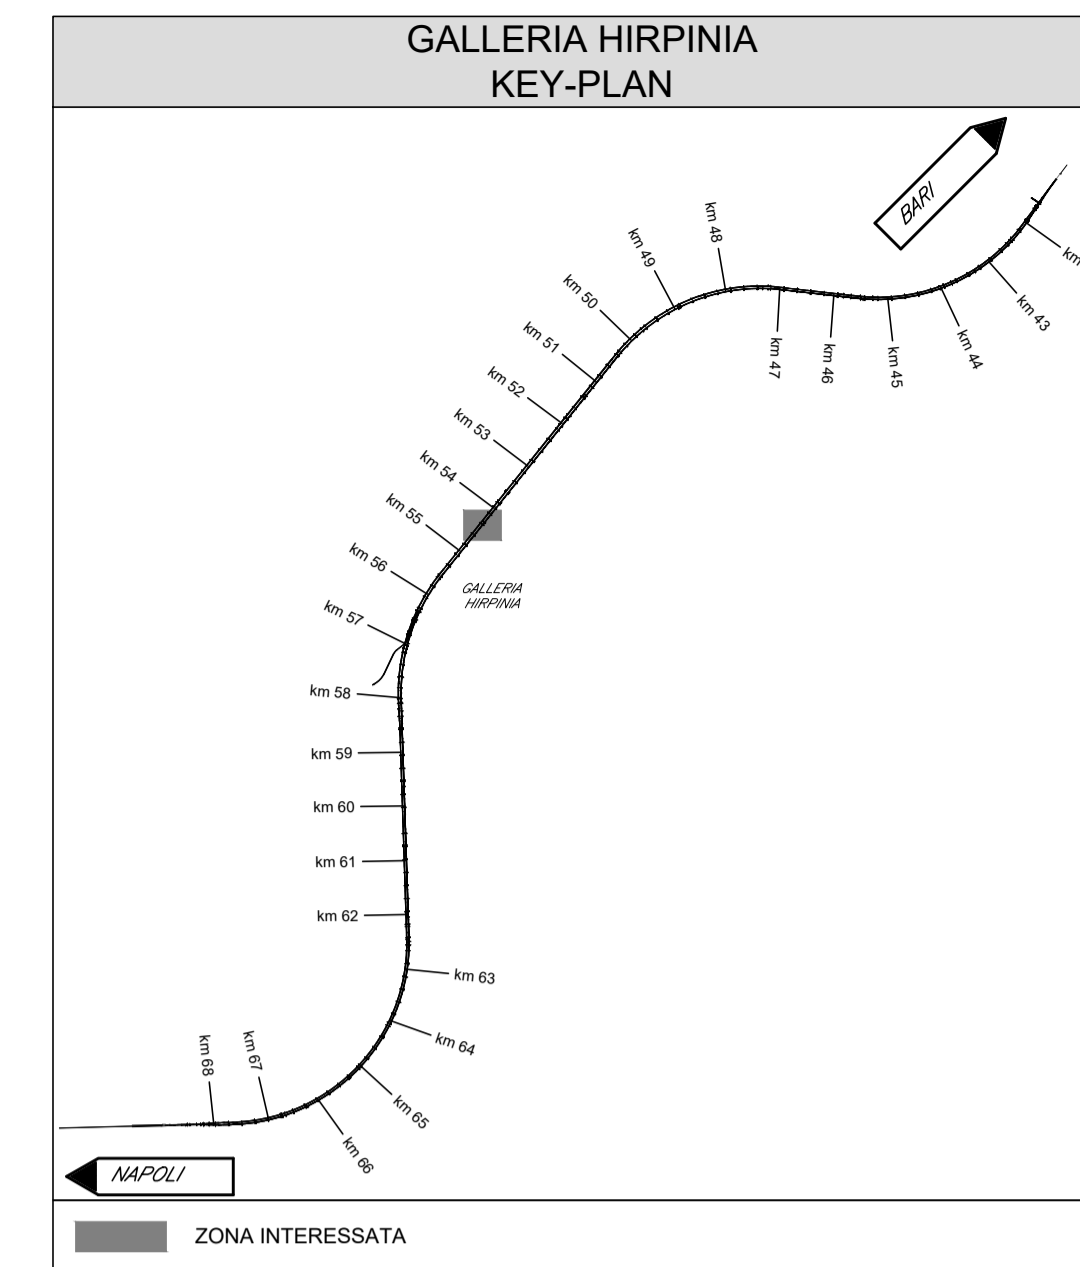 GALLERIA HIRPINIA
KEY-PLAN
BARI
km
km 43
km 44
km 45
km 46
km 47
km 48
km 49
km 50
km 51
km 52
km 53
km 54
km 55
km 56
km 57
km 58
km 59
km 60
km 61
km 62
km 63
km 64
km 65
km 66
km 67
km 68
GALLERIA
HIRPINIA
NAPOLI
ZONA INTERESSATA